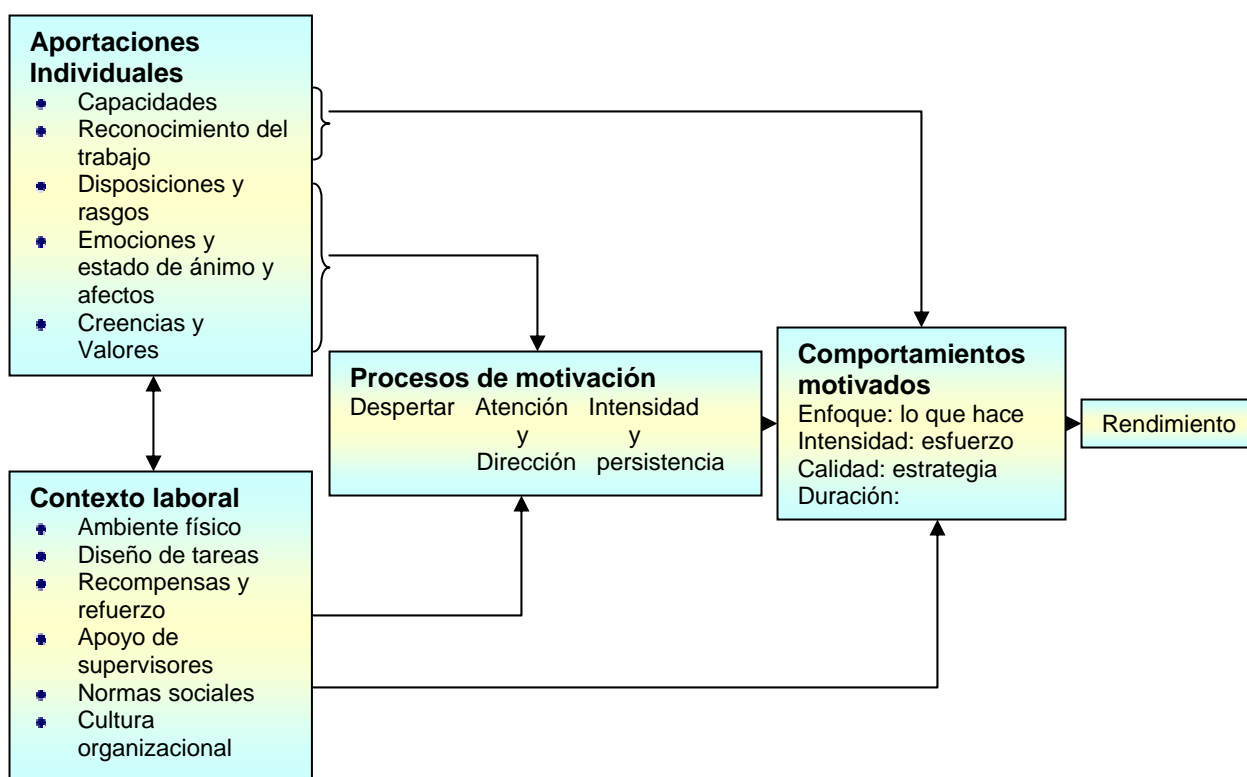 Aportaciones
Individuales
Capacidades
Reconocimiento del
trabajo
Disposiciones y
rasgos
Emociones y
estado de ánimo y
afectos
Creencias y
Valores
Contexto laboral
Ambiente físico
Diseño de tareas
Recompensas y
refuerzo
Apoyo de
supervisores
Normas sociales
Cultura
organizacional
Procesos de motivación
Despertar Atención Intensidad
y y
Dirección persistencia
Comportamientos
motivados
Enfoque: lo que hace
Intensidad: esfuerzo
Calidad: estrategia
Duración:
Rendimiento